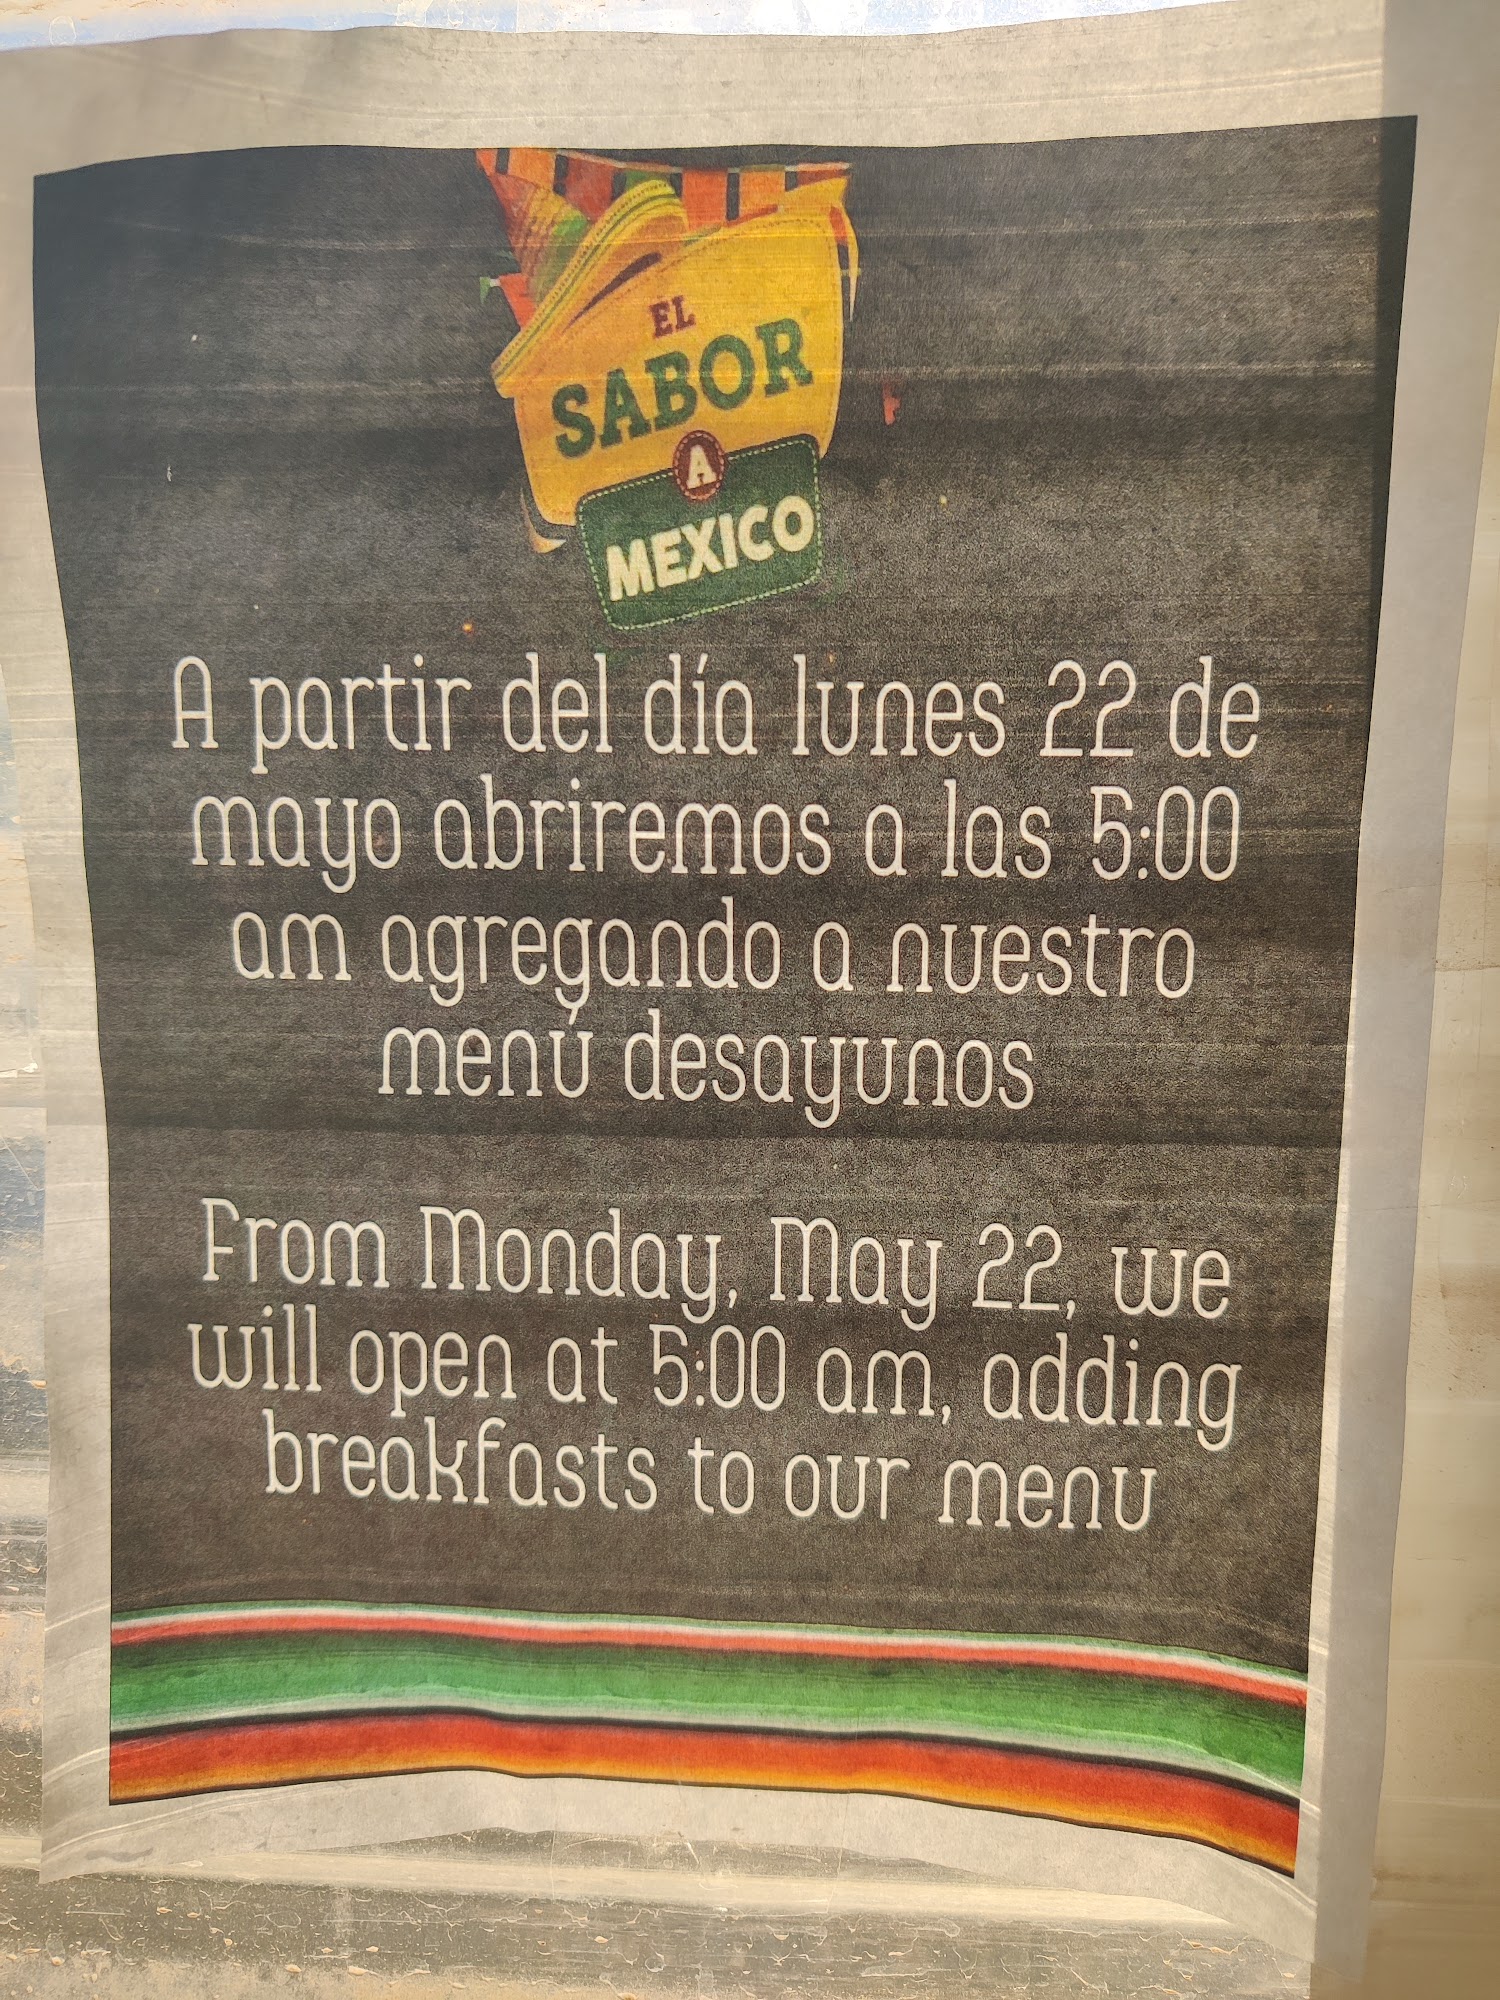 EL
SABOR
A
MEXICO
A partir del día lunes 22 de
mayo abriremos a las 5:00
am agregando a nuestro
menú desayunos
From Monday, May 22, we
will open at 5:00 am, adding
breakfasts to our menu